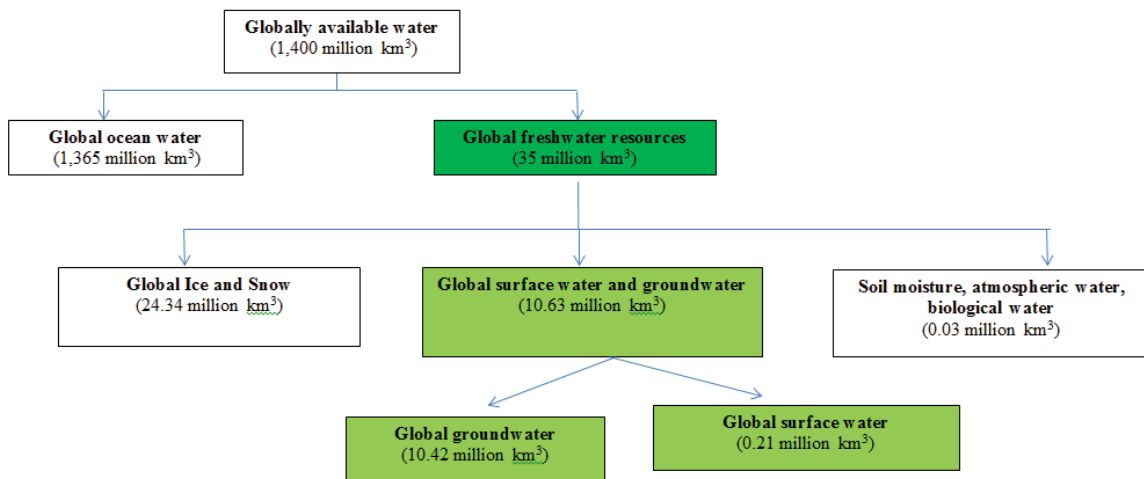 Globally available water
(1,400 million km³)
Global ocean water
(1,365 million km³)
Global freshwater resources
(35 million km³)
Global Ice and Snow
(24.34 million km³)
Global surface water and groundwater
(10.63 million km³)
Soil moisture, atmospheric water,
biological water
(0.03 million km³)
Global groundwater
(10.42 million km³)
Global surface water
(0.21 million km³)